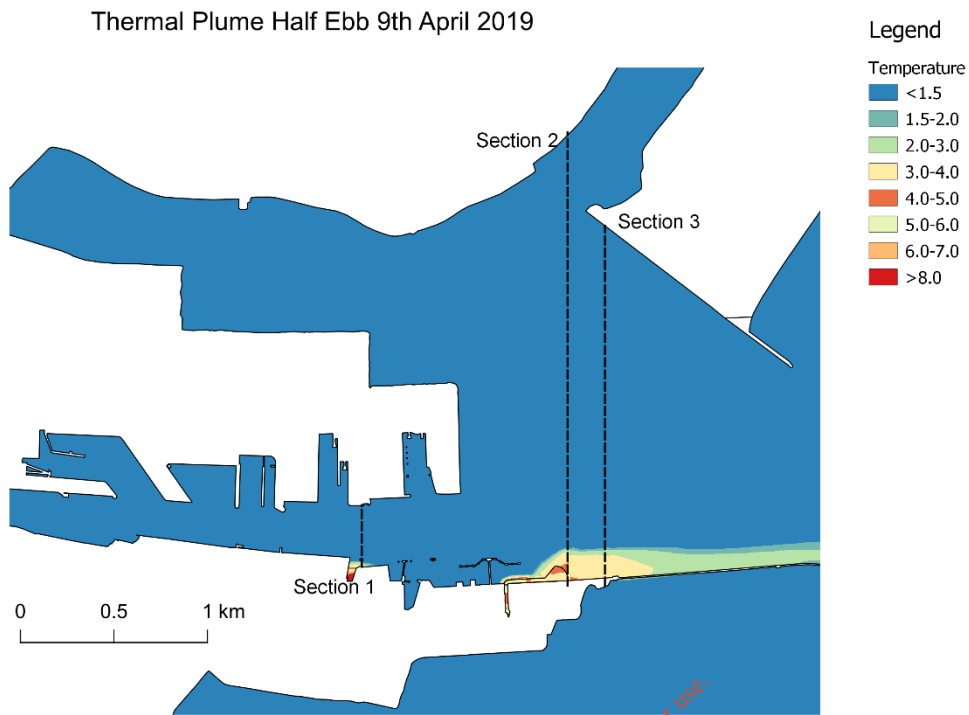 Thermal Plume Half Ebb 9th April 2019
Legend
Temperature
<1.5
1.5-2.0
2.0-3.0
3.0-4.0
4.0-5.0
5.0-6.0
6.0-7.0
>8.0
Section 2
Section 3
Section 1
0 0.5 1 km
use.